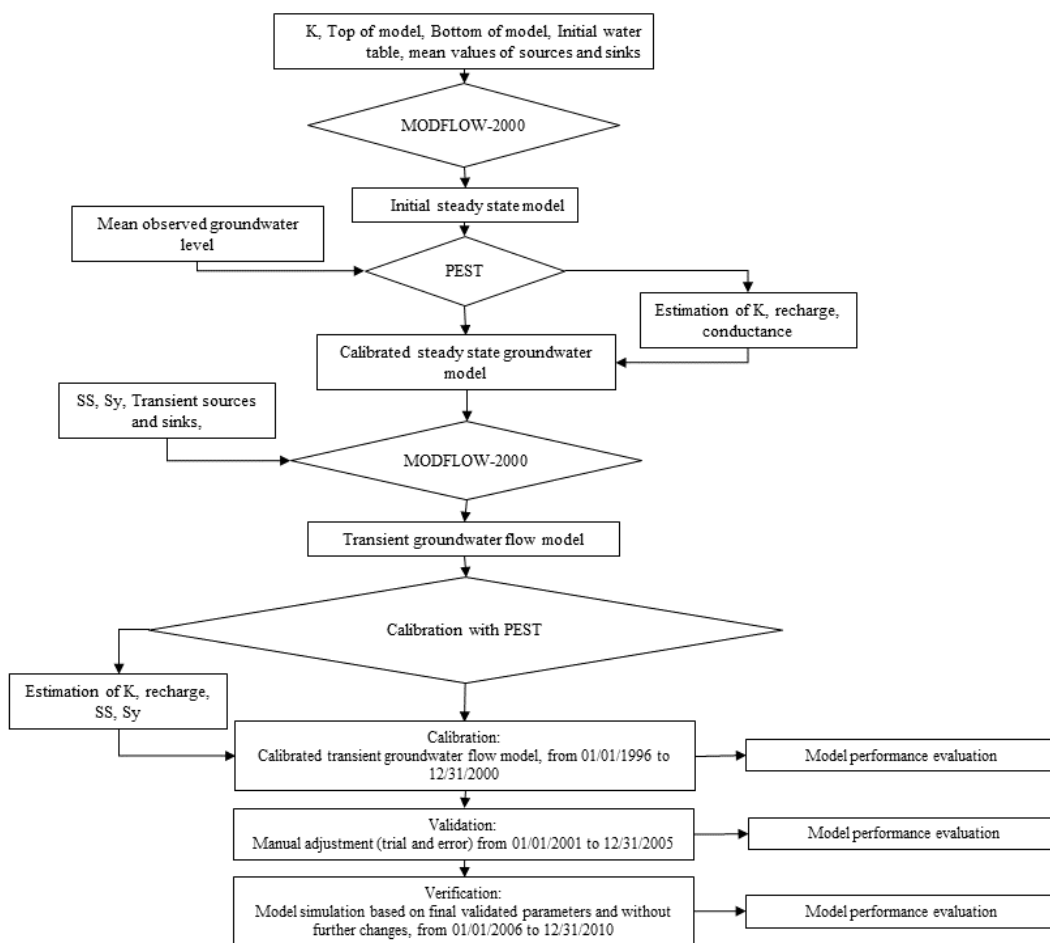 K, Top of model, Bottom of model, Initial water
table, mean values of sources and sinks
MODFLOW-2000
Initial steady state model
Mean observed groundwater
level
PEST
Estimation of K, recharge,
conductance
Calibrated steady state groundwater
model
SS, Sy, Transient sources
and sinks,
MODFLOW-2000
Transient groundwater flow model
Calibration with PEST
Estimation of K, recharge,
SS, Sy
Calibration:
Calibrated transient groundwater flow model, from 01/01/1996 to
12/31/2000
Model performance evaluation
Validation:
Manual adjustment (trial and error) from 01/01/2001 to 12/31/2005
Model performance evaluation
Verification:
Model simulation based on final validated parameters and without
further changes, from 01/01/2006 to 12/31/2010
Model performance evaluation